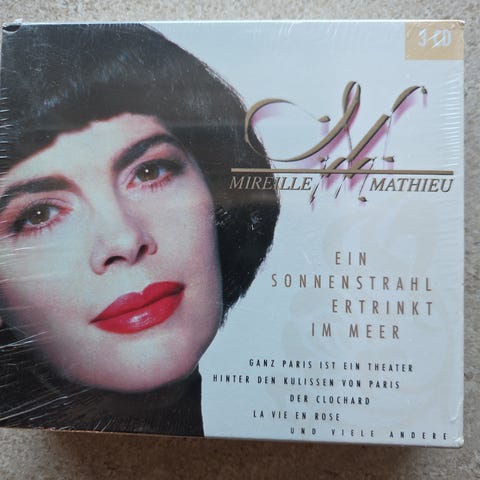 3 CD
MIREILLE MATHIEU
EIN
SONNENSTRAHL
ERTRINKT
IM MEER
GANZ PARIS IST EIN THEATER
HINTER DEN KULISSEN VON PARIS
DER CLOCHARD
LA VIE EN ROSE
UND VIELE ANDERE